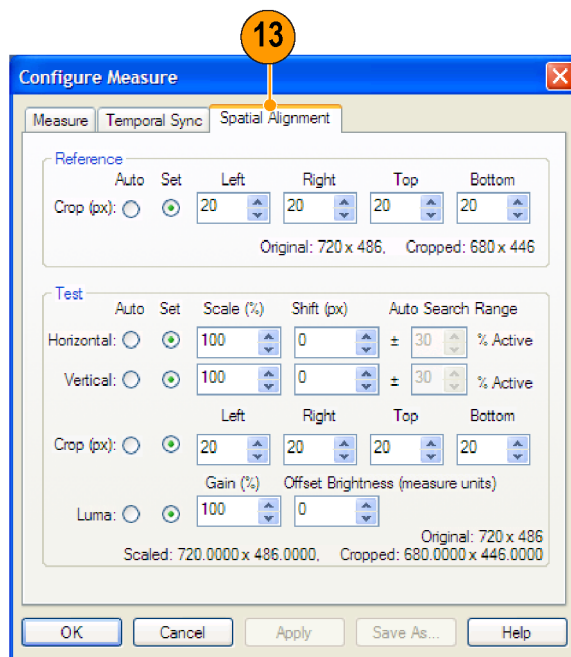 13
Configure Measure
Measure Temporal Sync Spatial Alignment
Reference
Auto Set Left Right Top Bottom
Crop (px): 20 20 20 20
Original: 720 x 486, Cropped: 680 x 446
Test
Auto Set Scale (%) Shift (px) Auto Search Range
Horizontal: 100 0 ± 30 % Active
Vertical: 100 0 ± 30 % Active
Left Right Top Bottom
Crop (px): 20 20 20 20
Gain (%) Offset Brightness (measure units)
Luma: 100 0
Original: 720 x 486
Scaled: 720.0000 x 486.0000, Cropped: 680.0000 x 446.0000
OK Cancel Apply Save As... Help